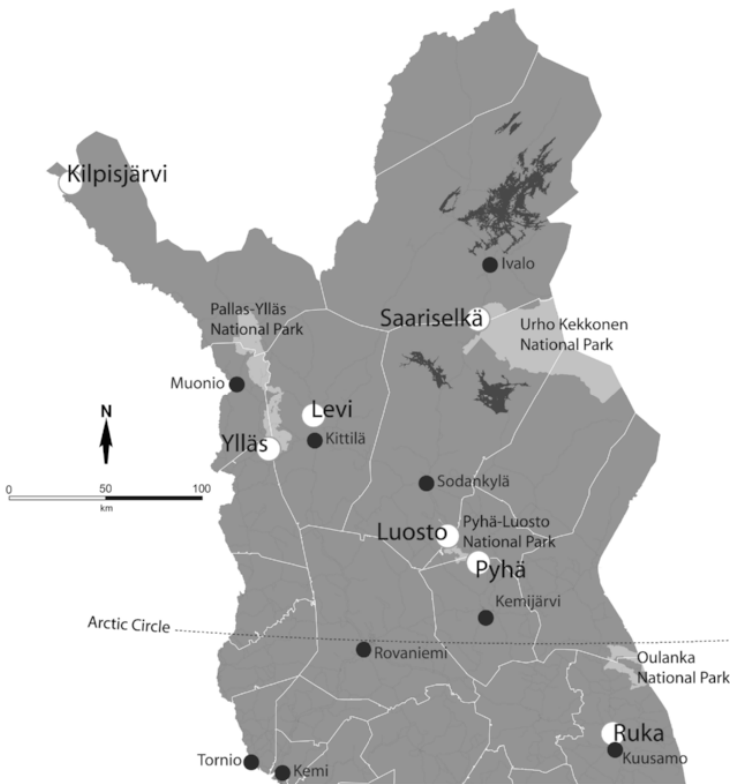 Kilpisjärvi
Ivalo
Saariselkä
Urho Kekkonen
National Park
Pallas-Ylläs
National Park
Muonio
Levi
N
Ylläs
Kittilä
0 50 100
km
Sodankylä
Luosto
Pyhä-Luosto
National Park
Pyhä
Kemijärvi
Arctic Circle
Rovaniemi
Oulanka
National Park
Ruka
Kuusamo
Tornio
Kemi